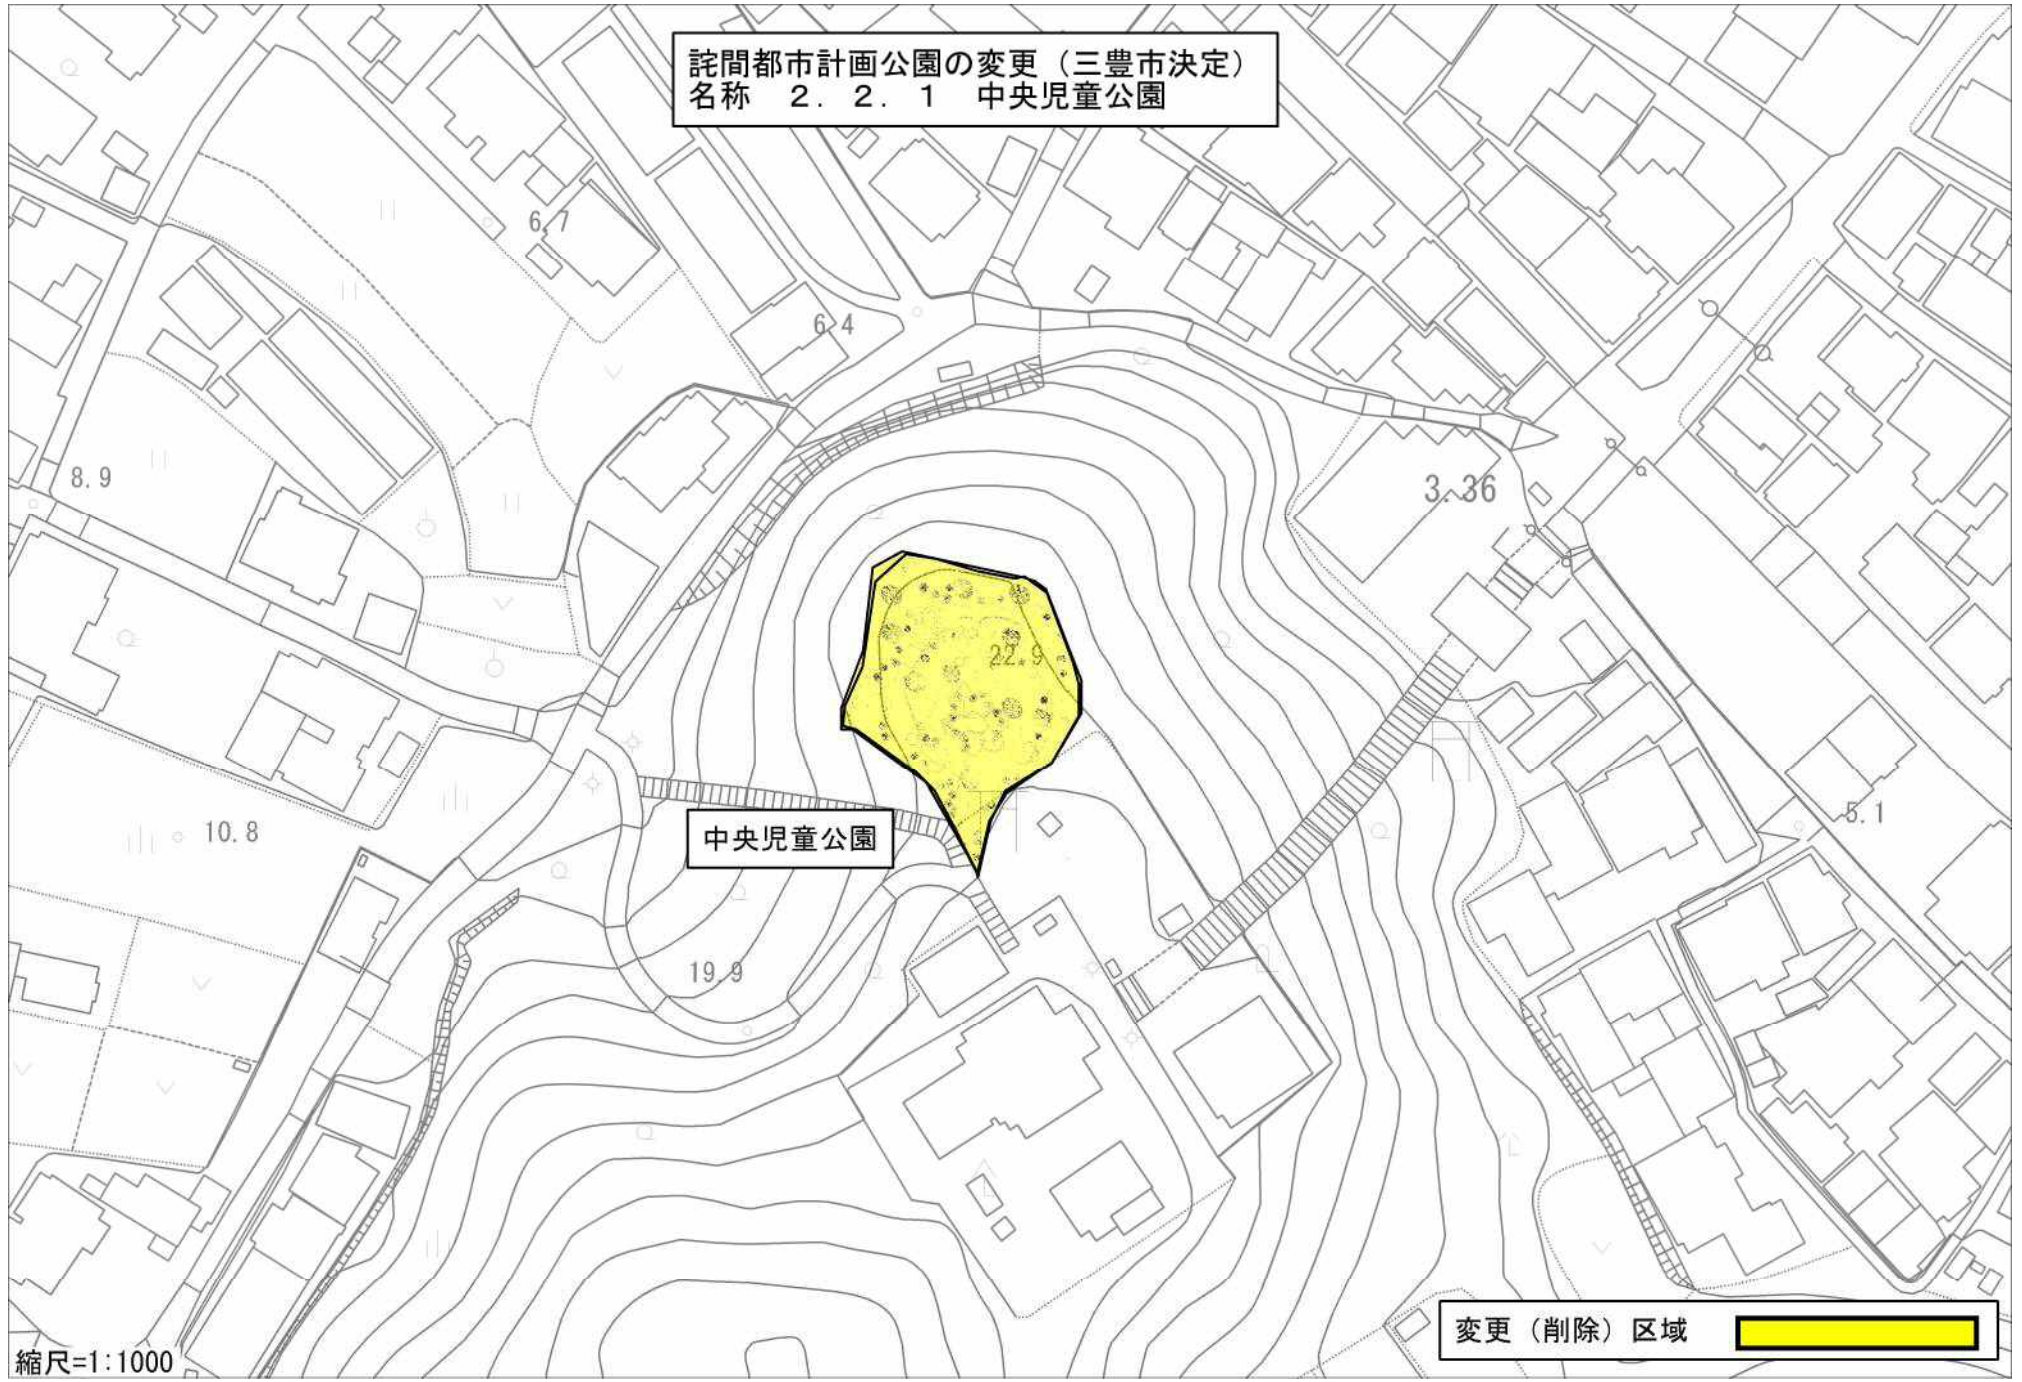 詫間都市計画公園の変更（三豊市決定）
名称　２．２．１　中央児童公園
6.7
6.4
8.9
3.36
22.9
10.8
5.1
中央児童公園
19.9
変更（削除）区域
縮尺=1:1000